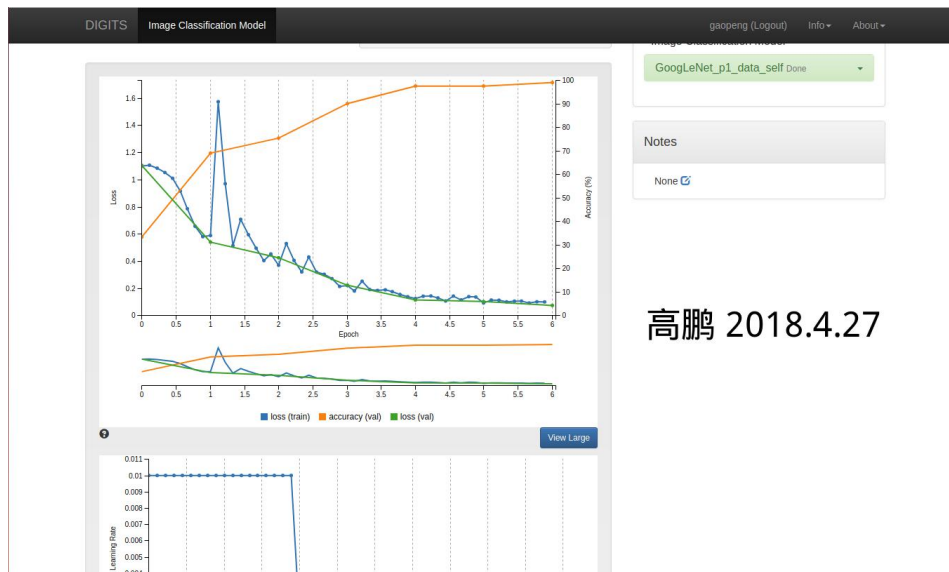 DIGITS Image Classification Model gaopeng (Logout) Info About
GoogLeNet_p1_data_self Done
Notes
None
高鹏 2018.4.27
1.6
1.4
1.2
1
0.8
0.6
0.4
0.2
0
Loss
100
90
80
70
60
50
40
30
20
10
0
Accuracy (%)
0 0.5 1 1.5 2 2.5 3 3.5 4 4.5 5 5.5 6
Epoch
0 0.5 1 1.5 2 2.5 3 3.5 4 4.5 5 5.5 6
loss (train) accuracy (val) loss (val)
View Large
0.011
0.01
0.009
0.008
0.007
0.006
0.005
Learning Rate